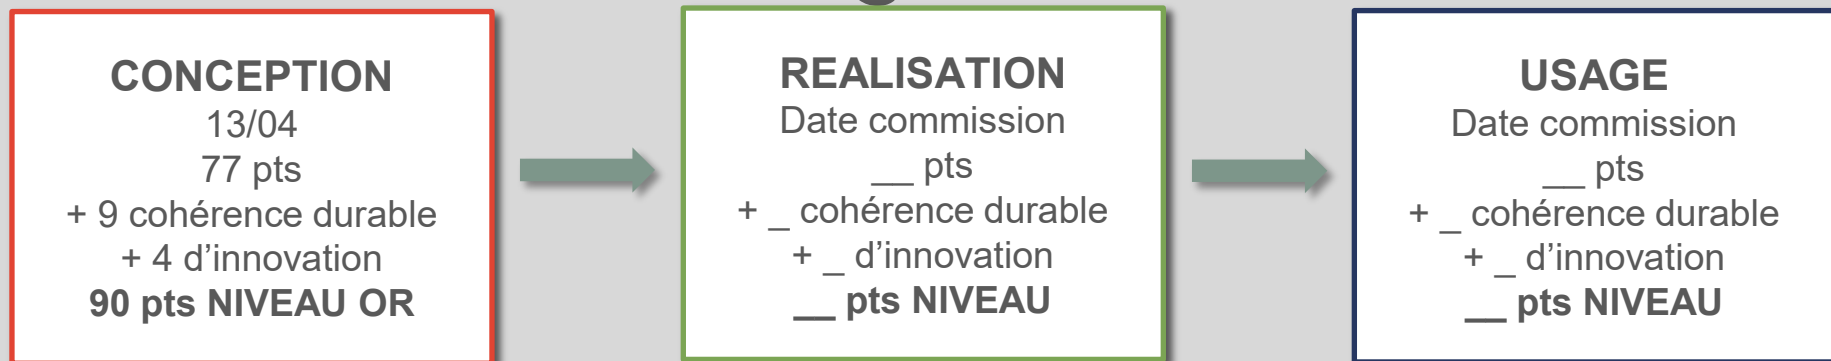 CONCEPTION
13/04
77 pts
+ 9 cohérence durable
+ 4 d’innovation
90 pts NIVEAU OR
REALISATION
Date commission
__ pts
+ _ cohérence durable
+ _ d’innovation
__ pts NIVEAU
USAGE
Date commission
__ pts
+ _ cohérence durable
+ _ d’innovation
__ pts NIVEAU